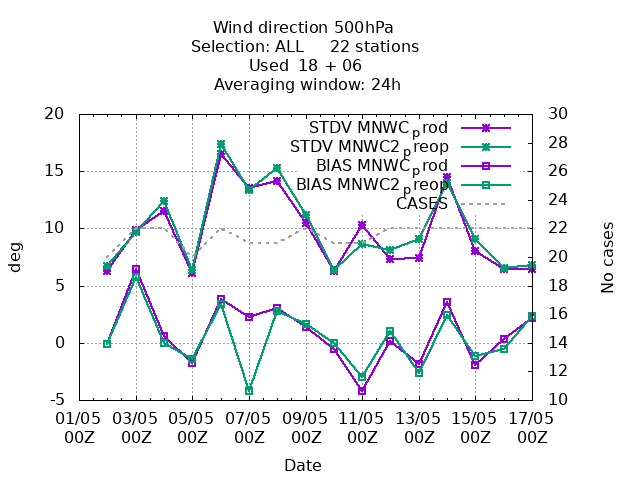 Wind direction 500hPa
Selection: ALL 22 stations
Used 18 + 06
Averaging window: 24h
STDV MNWC_prod
STDV MNWC2_preop
BIAS MNWC_prod
BIAS MNWC2_preop
CASES
20
15
10
5
0
-5
deg
30
28
26
24
22
20
18
16
14
12
10
No cases
01/05 03/05 05/05 07/05 09/05 11/05 13/05 15/05 17/05
00Z 00Z 00Z 00Z 00Z 00Z 00Z 00Z 00Z
Date